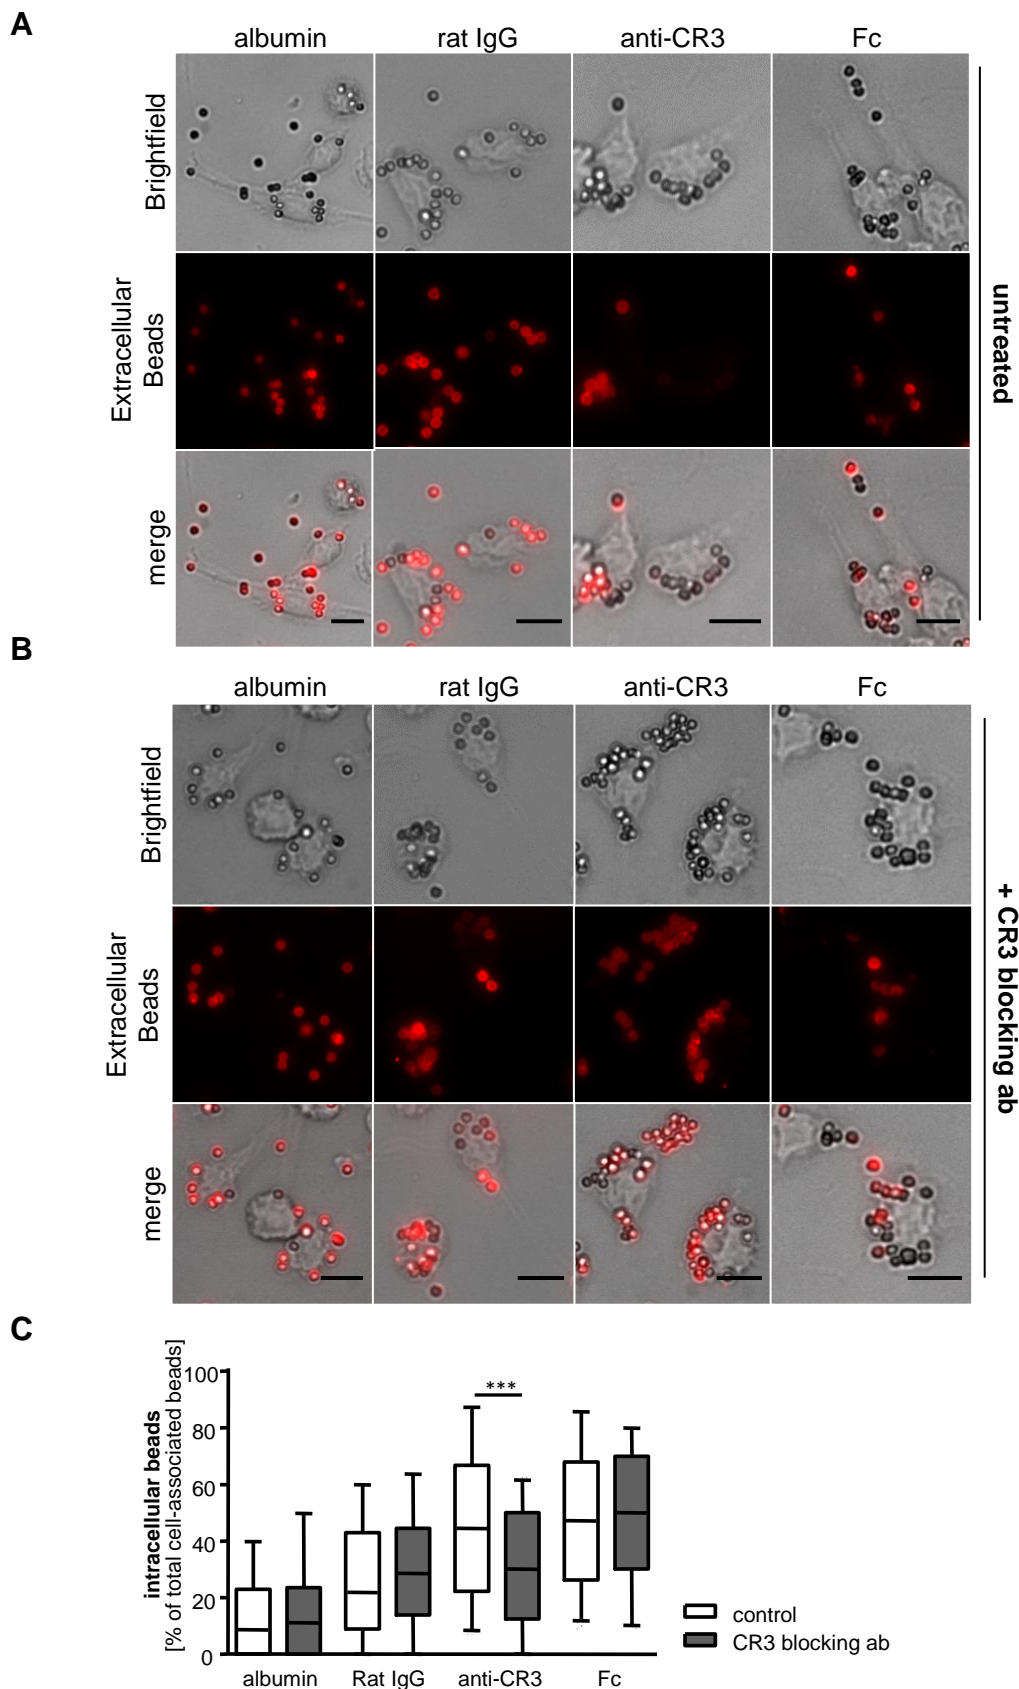 A
albumin
rat IgG
anti-CR3
Fc
Brightfield
Extracellular
Beads
merge
untreated
B
albumin
rat IgG
anti-CR3
Fc
Brightfield
Extracellular
Beads
merge
+ CR3 blocking ab
C
intracellular beads
[% of total cell-associated beads]
100
80
60
40
20
0
***
albumin
Rat IgG
anti-CR3
Fc
control
CR3 blocking ab